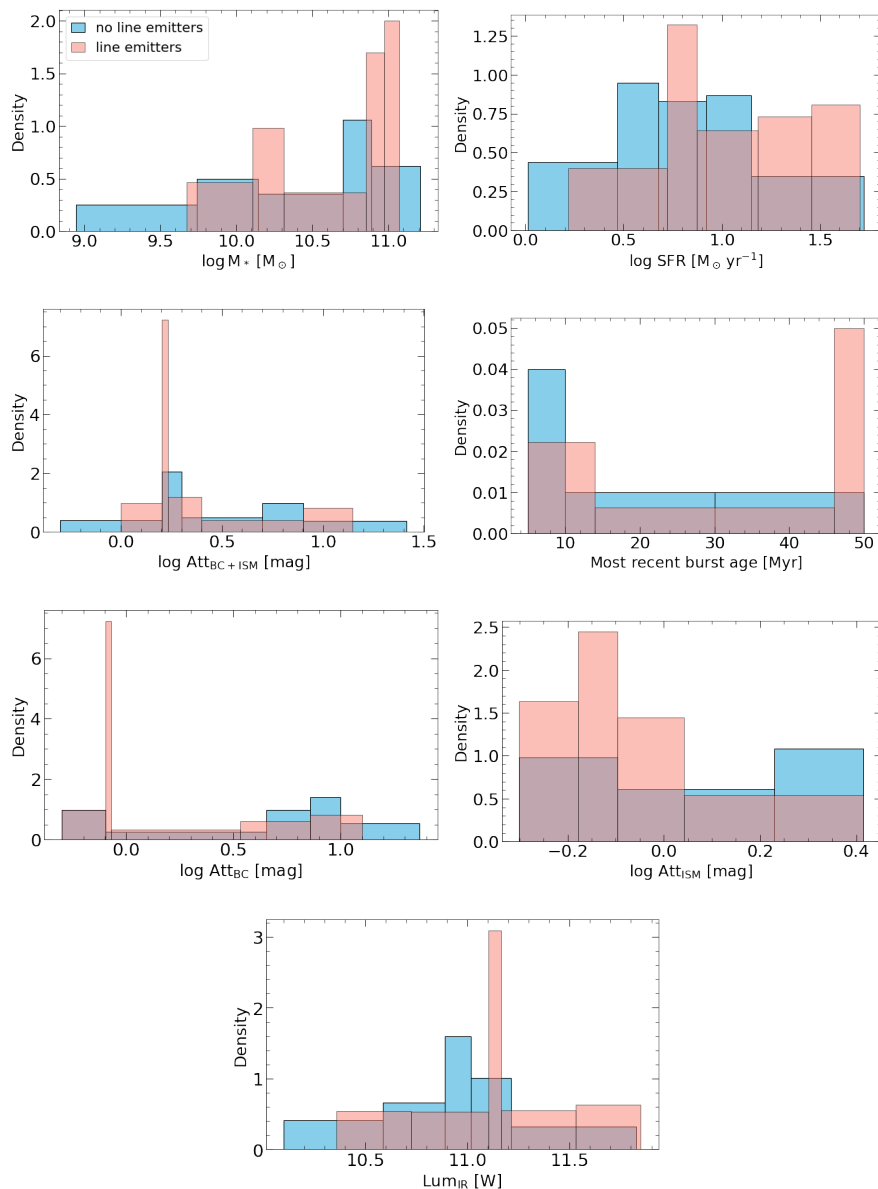 no line emitters
line emitters
Density
2.0
1.5
1.0
0.5
0.0
9.0 9.5 10.0 10.5 11.0
log M* [M⊙]
Density
1.25
1.00
0.75
0.50
0.25
0.00
0.0 0.5 1.0 1.5
log SFR [M⊙ yr⁻¹]
Density
6
4
2
0
0.0 0.5 1.0 1.5
log Att_BC+ISM [mag]
Density
0.05
0.04
0.03
0.02
0.01
0.00
10 20 30 40 50
Most recent burst age [Myr]
Density
6
4
2
0
0.0 1.0
log Att_BC [mag]
Density
2.5
2.0
1.5
1.0
0.5
0.0
−0.2 0.0 0.2 0.4
log Att_ISM [mag]
Density
3
2
1
0
10.5 11.0 11.5
Lum_IR [W]